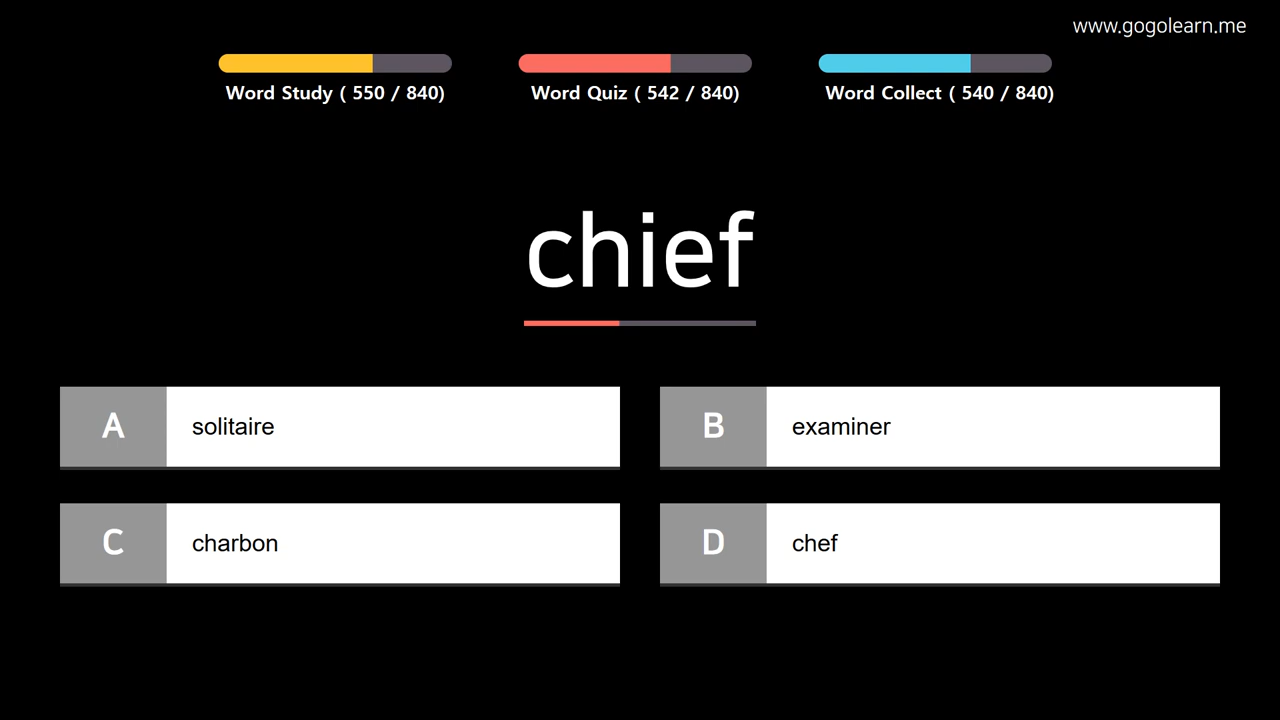 www.gogolearn.me
Word Study ( 550 / 840)
Word Quiz ( 542 / 840)
Word Collect ( 540 / 840)
chief
A solitaire
B examiner
C charbon
D chef